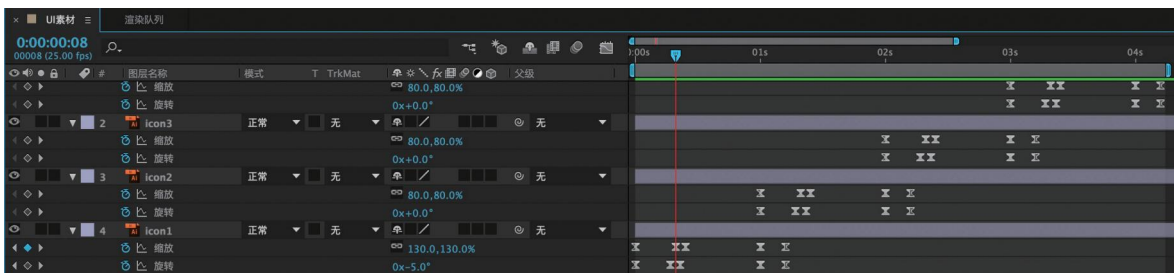 × UI素材 ≡ 渲染队列
0:00:00:08
00008 (25.00 fps)
):00s 01s 02s 03s 04s
# 图层名称 模式 T TrkMat fx 父级
缩放 80.0,80.0%
旋转 0x+0.0°
2 Ai icon3 正常 无 无
缩放 80.0,80.0%
旋转 0x+0.0°
3 Ai icon2 正常 无 无
缩放 80.0,80.0%
旋转 0x+0.0°
4 Ai icon1 正常 无 无
缩放 130.0,130.0%
旋转 0x-5.0°